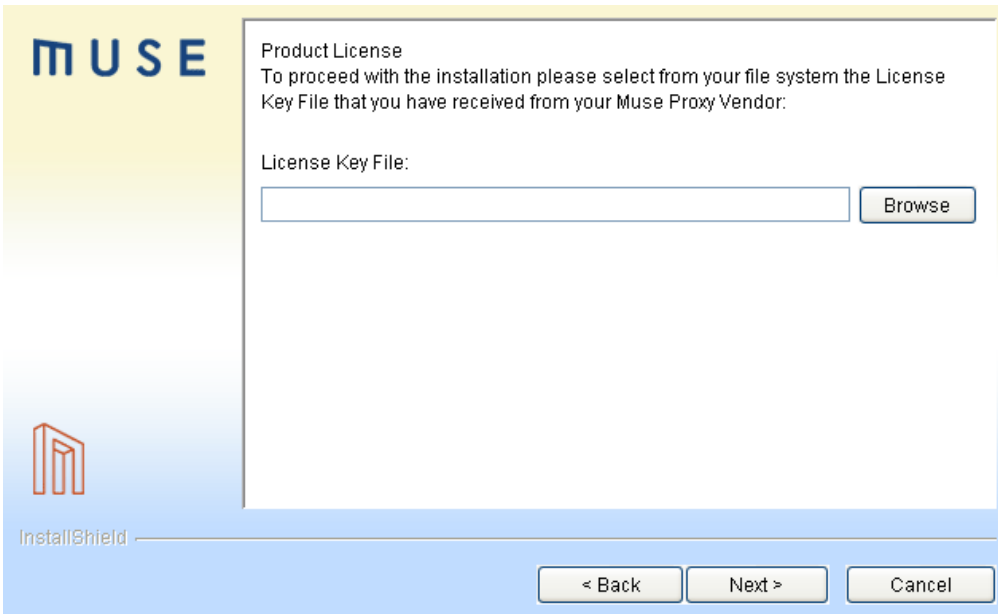 MUSE
Product License
To proceed with the installation please select from your file system the License
Key File that you have received from your Muse Proxy Vendor:
License Key File:
Browse
InstallShield
< Back
Next >
Cancel